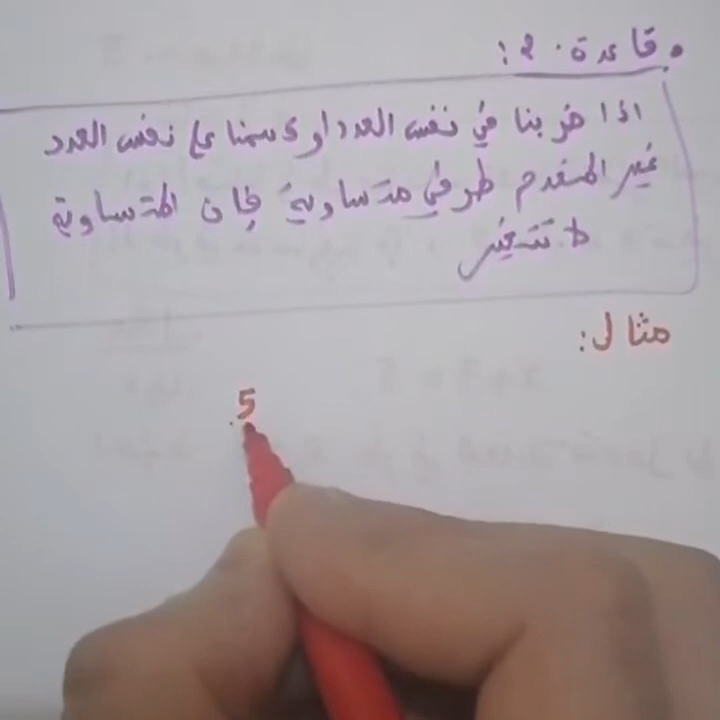 قاعدة 2:
اذا ضربنا في نفس العدد او قسمنا على نفس العدد
غير المنعدم طرفي متساوية فان المتساوية
لا تتغير
مثال:
5